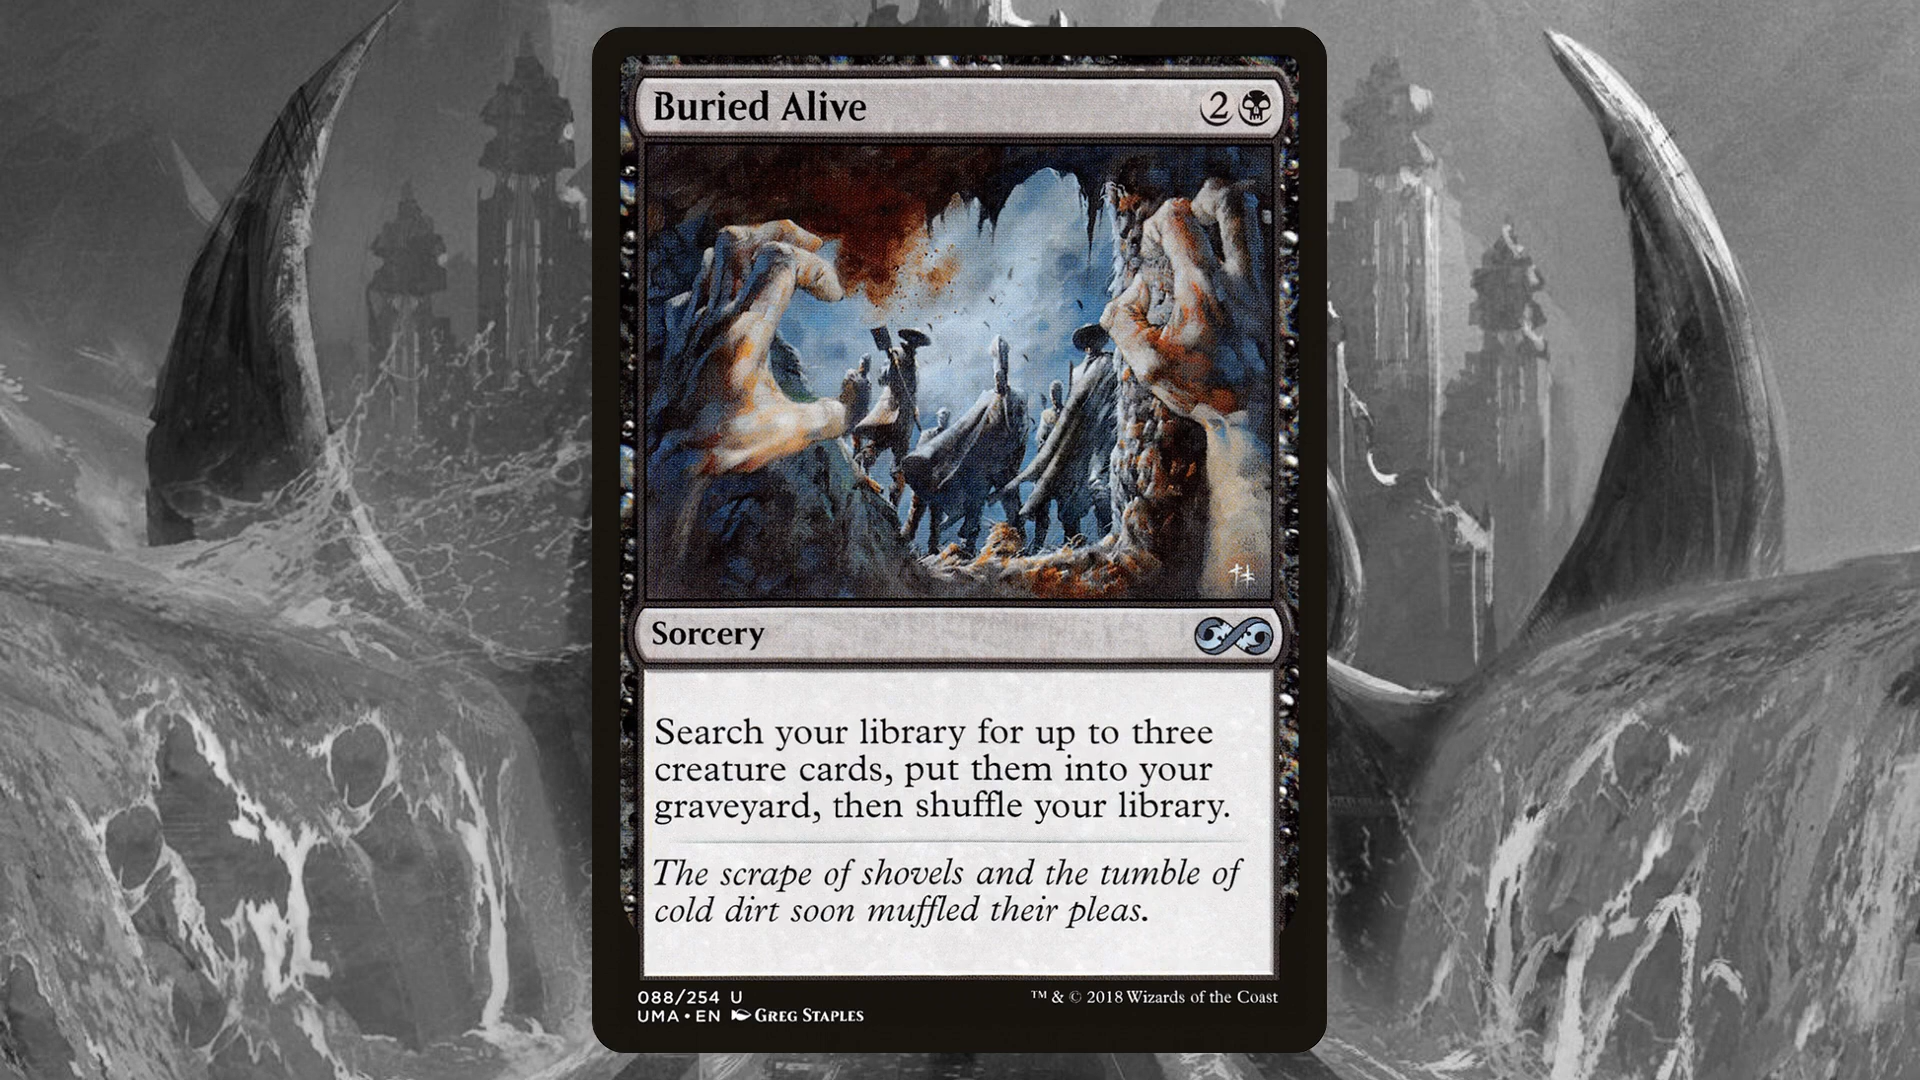 Buried Alive 2
Sorcery
Search your library for up to three
creature cards, put them into your
graveyard, then shuffle your library.
The scrape of shovels and the tumble of
cold dirt soon muffled their pleas.
088/254 U
™ & © 2018 Wizards of the Coast
UMA • EN Greg Staples